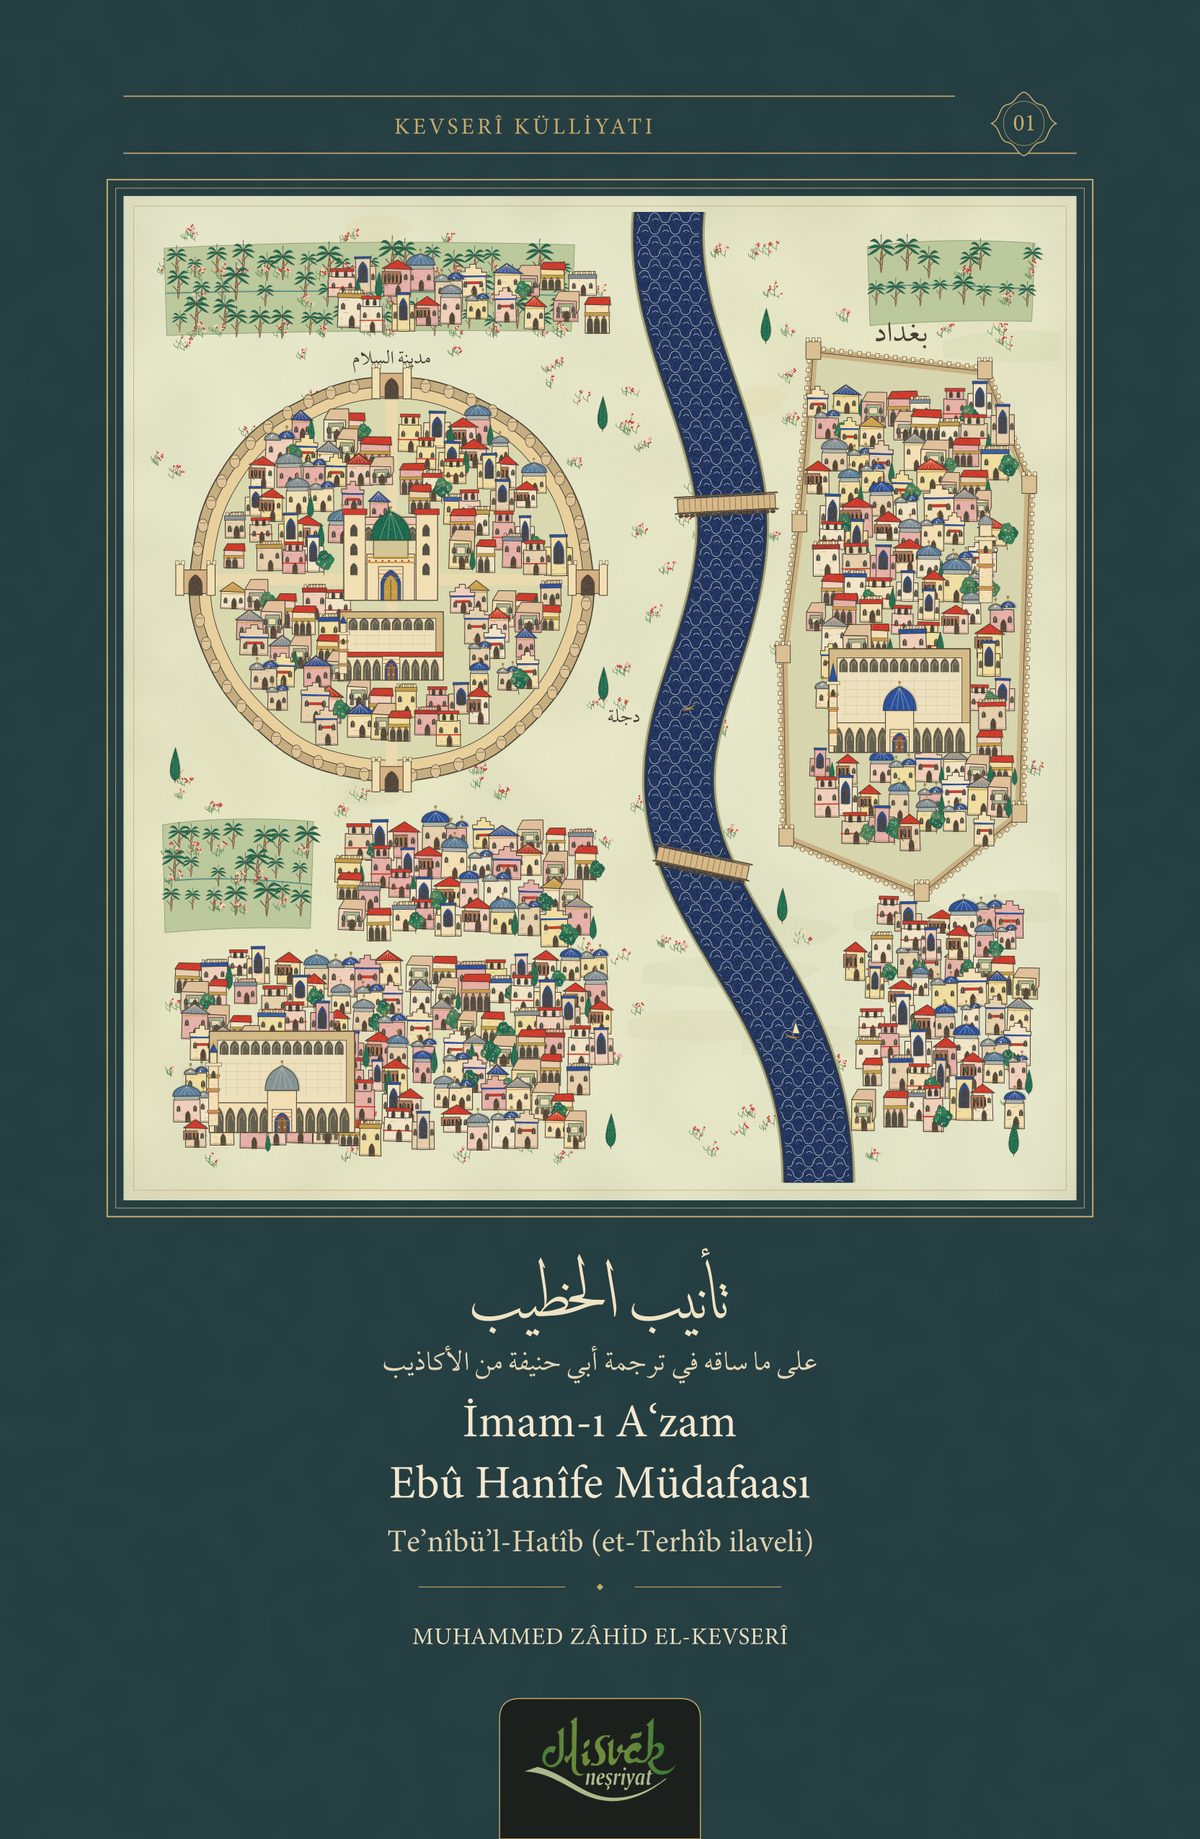 KEVSERÎ KÜLLİYATI
01
بغداد
مدينة السلام
دجلة
تأنيب الخطيب
على ما ساقه في ترجمة أبي حنيفة من الأكاذيب
İmam-ı A‘zam
Ebû Hanîfe Müdafaası
Te’nîbü’l-Hatîb (et-Terhîb ilaveli)
MUHAMMED ZÂHİD EL-KEVSERÎ
Misvâk
neşriyat